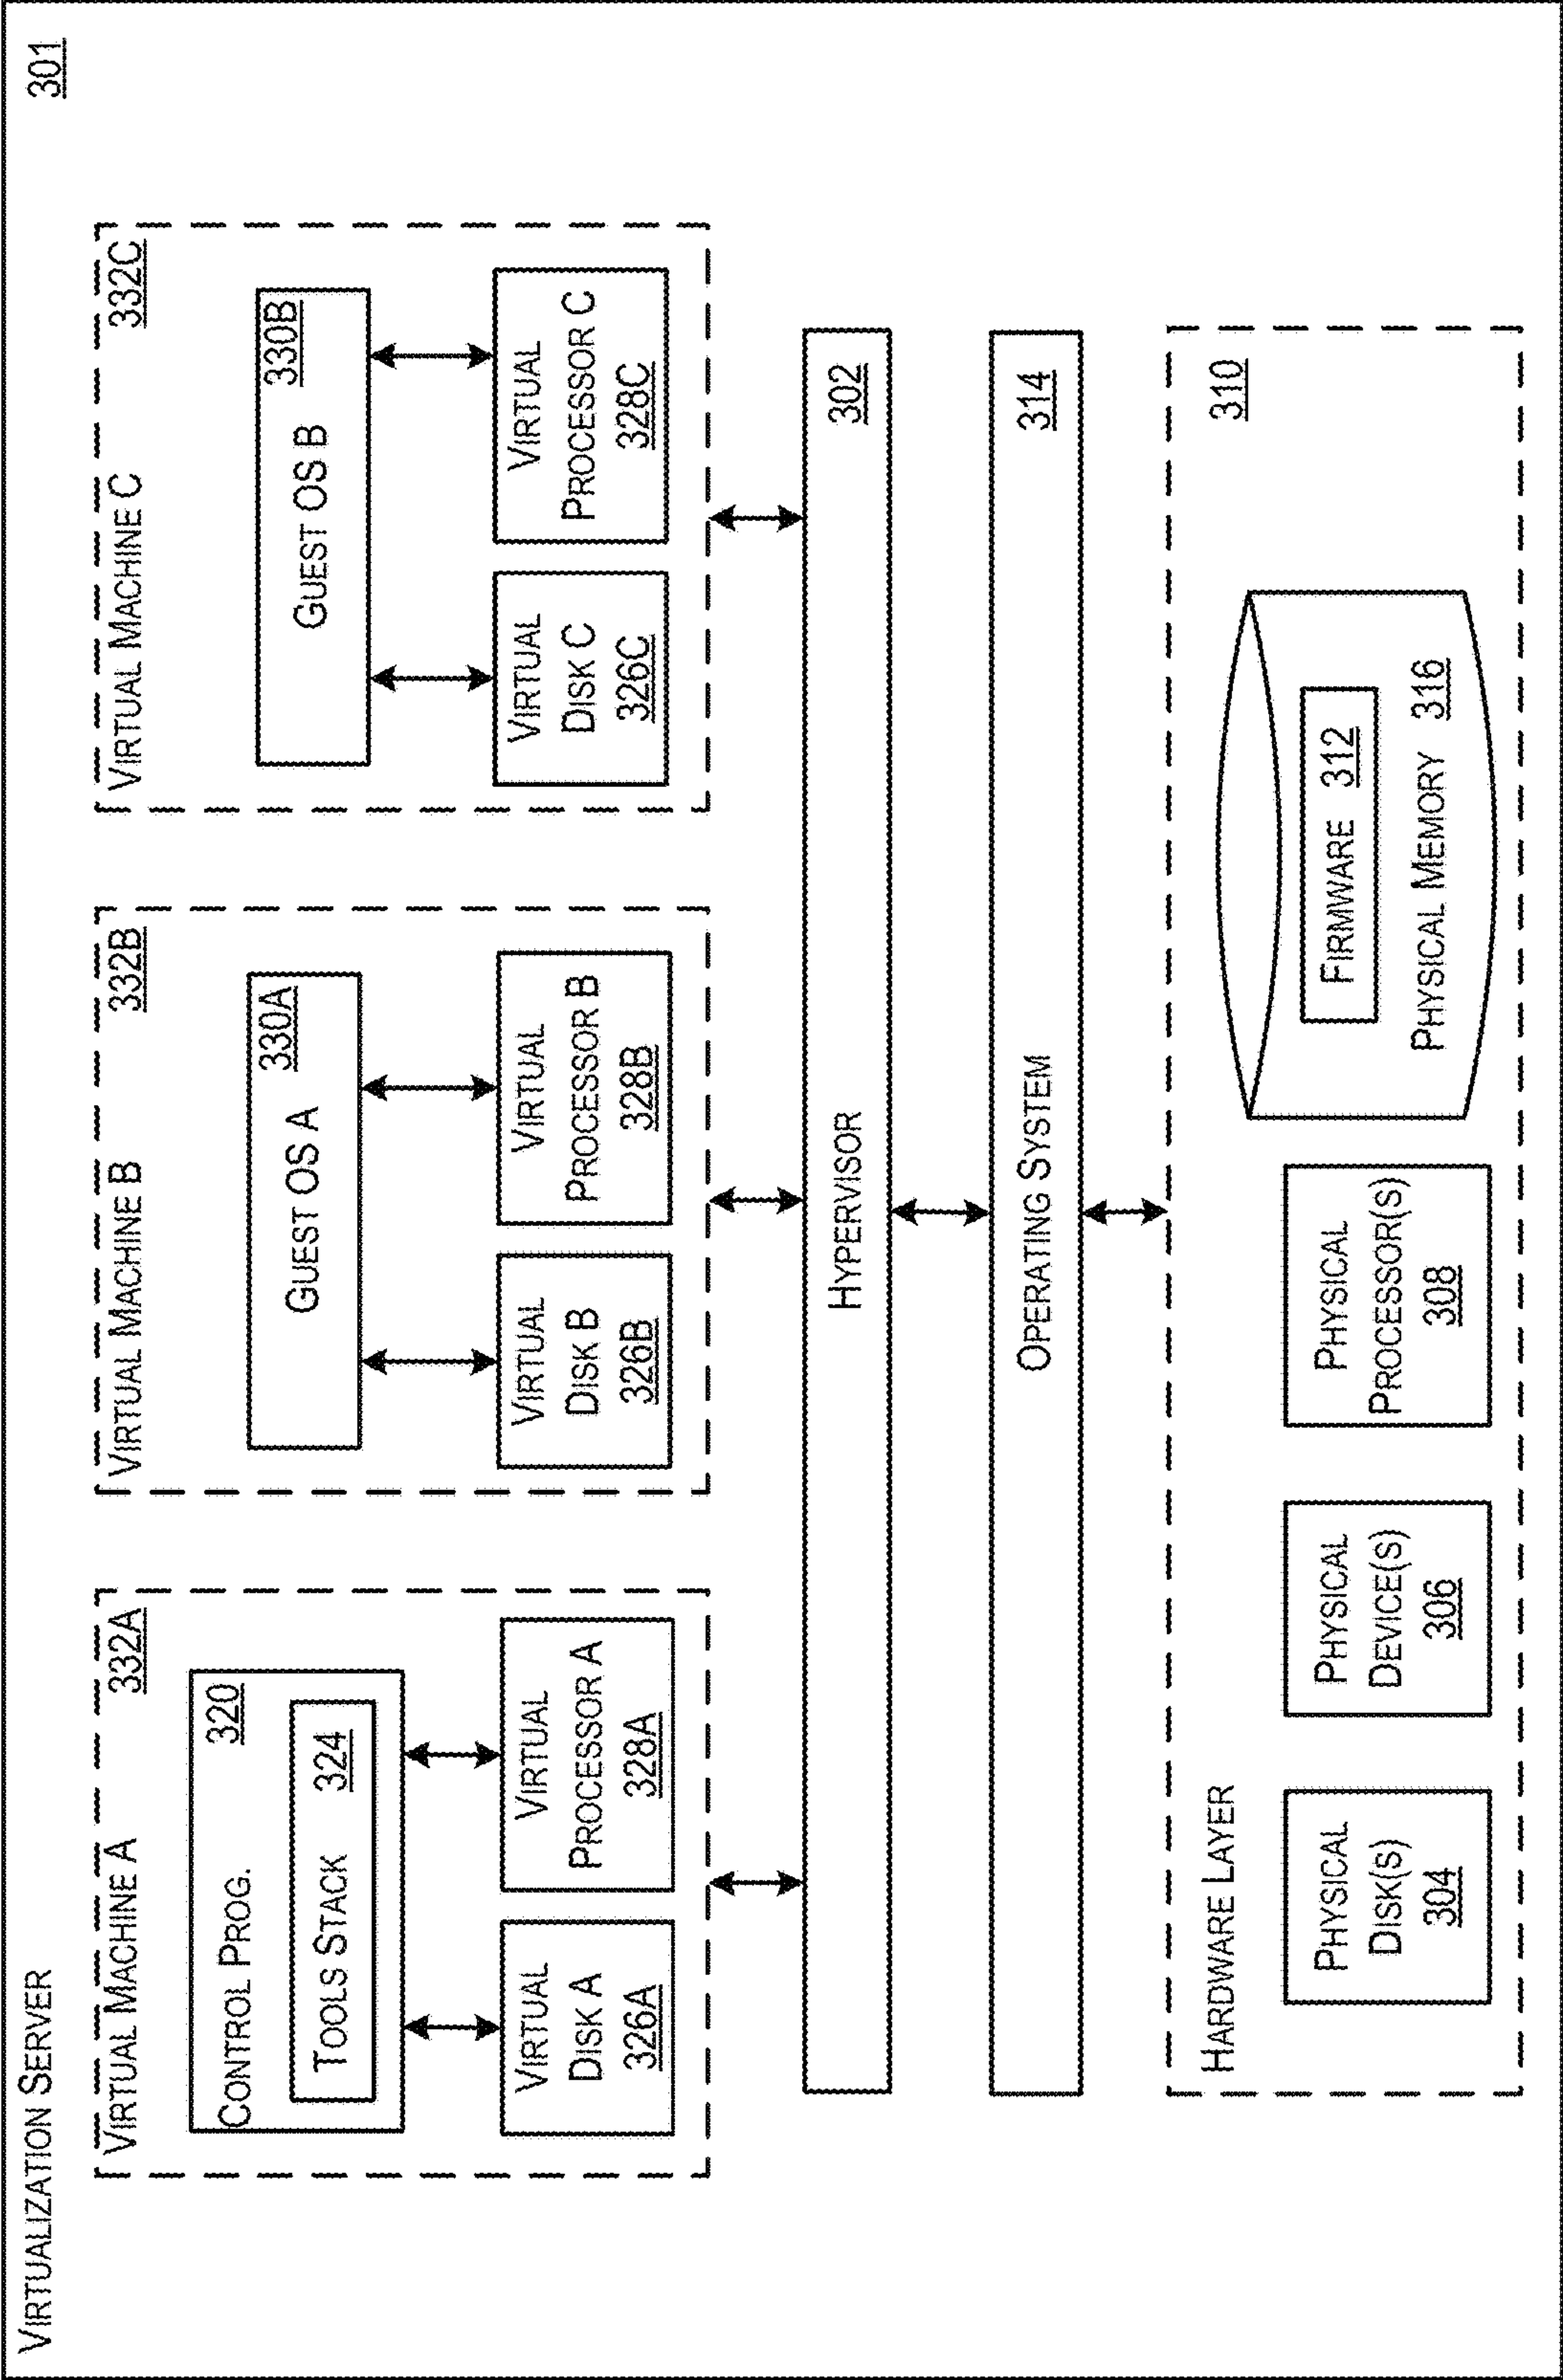 VIRTUALIZATION SERVER
301
VIRTUAL MACHINE A
332A
CONTROL PROG.
320
TOOLS STACK
324
VIRTUAL
DISK A
326A
VIRTUAL
PROCESSOR A
328A
VIRTUAL MACHINE B
332B
GUEST OS A
330A
VIRTUAL
DISK B
326B
VIRTUAL
PROCESSOR B
328B
VIRTUAL MACHINE C
332C
GUEST OS B
330B
VIRTUAL
DISK C
326C
VIRTUAL
PROCESSOR C
328C
HYPERVISOR
302
OPERATING SYSTEM
314
HARDWARE LAYER
310
PHYSICAL
DISK(S)
304
PHYSICAL
DEVICE(S)
306
PHYSICAL
PROCESSOR(S)
308
FIRMWARE 312
PHYSICAL MEMORY 316